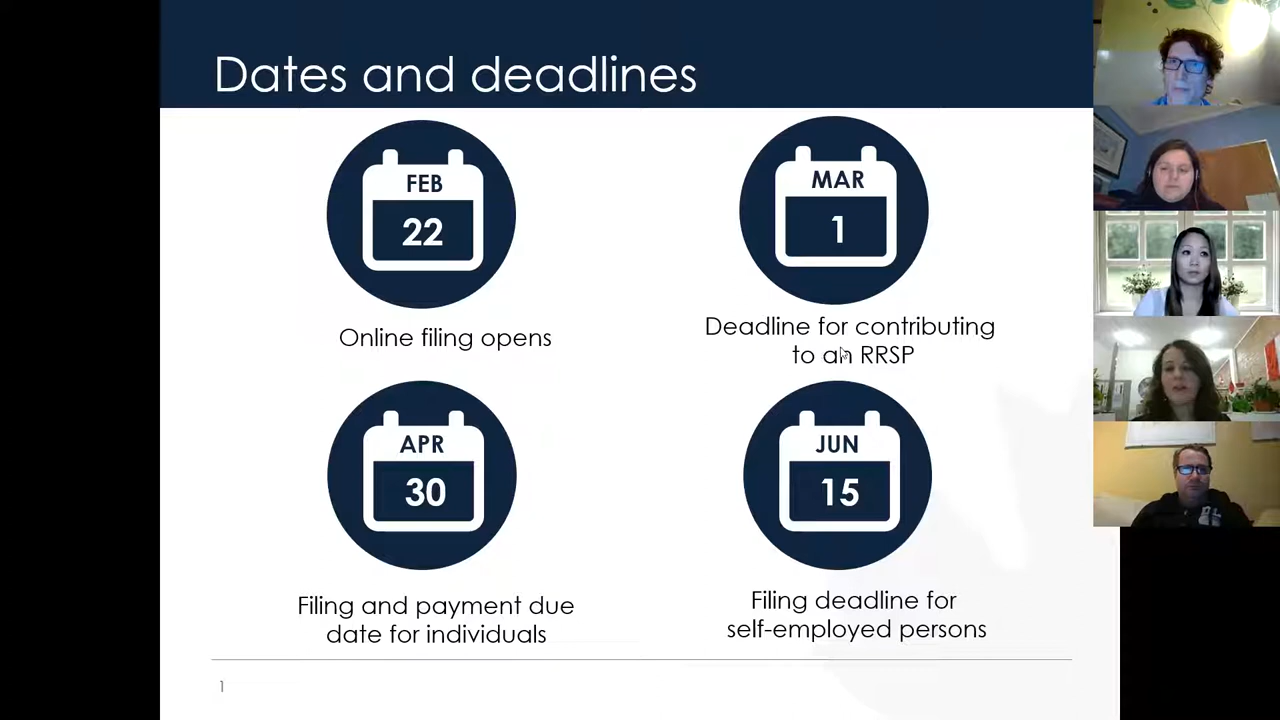 Dates and deadlines
FEB
22
Online filing opens
MAR
1
Deadline for contributing
to an RRSP
APR
30
Filing and payment due
date for individuals
JUN
15
Filing deadline for
self-employed persons
1